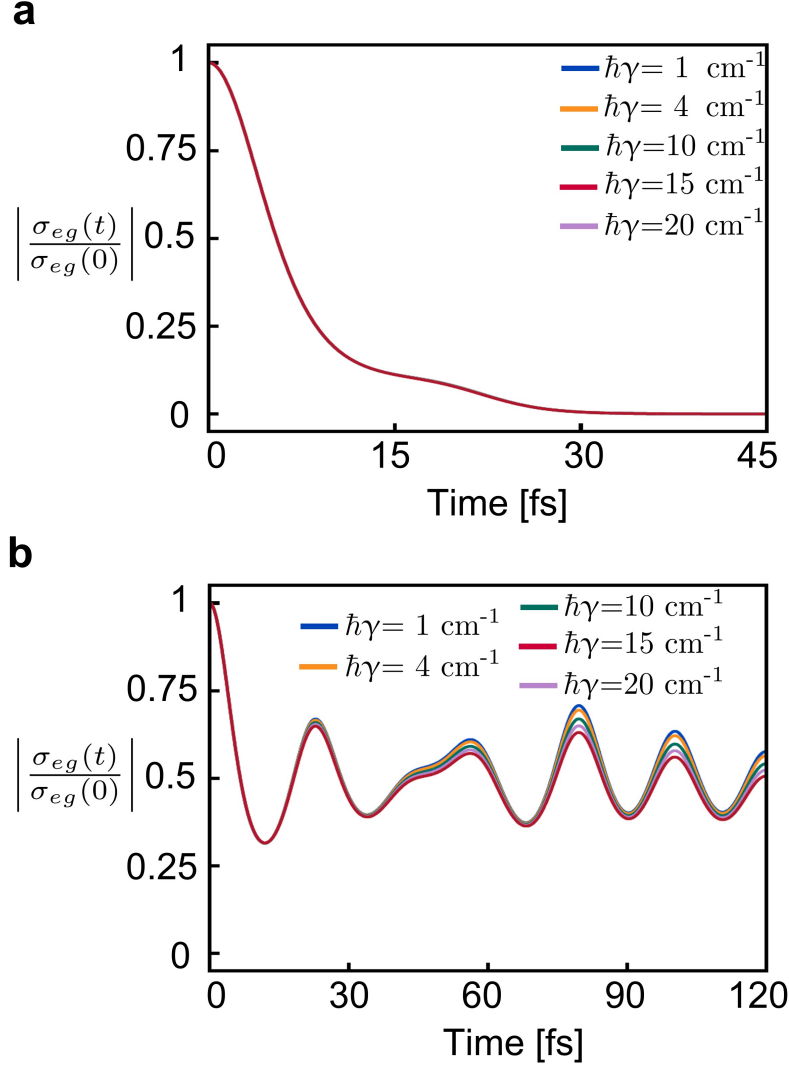 a
1
0.75
0.5
0.25
0
|σeg(t)/σeg(0)|
ħγ= 1 cm-1
ħγ= 4 cm-1
ħγ=10 cm-1
ħγ=15 cm-1
ħγ=20 cm-1
0 15 30 45
Time [fs]
b
1
0.75
0.5
0.25
0
|σeg(t)/σeg(0)|
ħγ= 1 cm-1
ħγ= 4 cm-1
ħγ=10 cm-1
ħγ=15 cm-1
ħγ=20 cm-1
0 30 60 90 120
Time [fs]